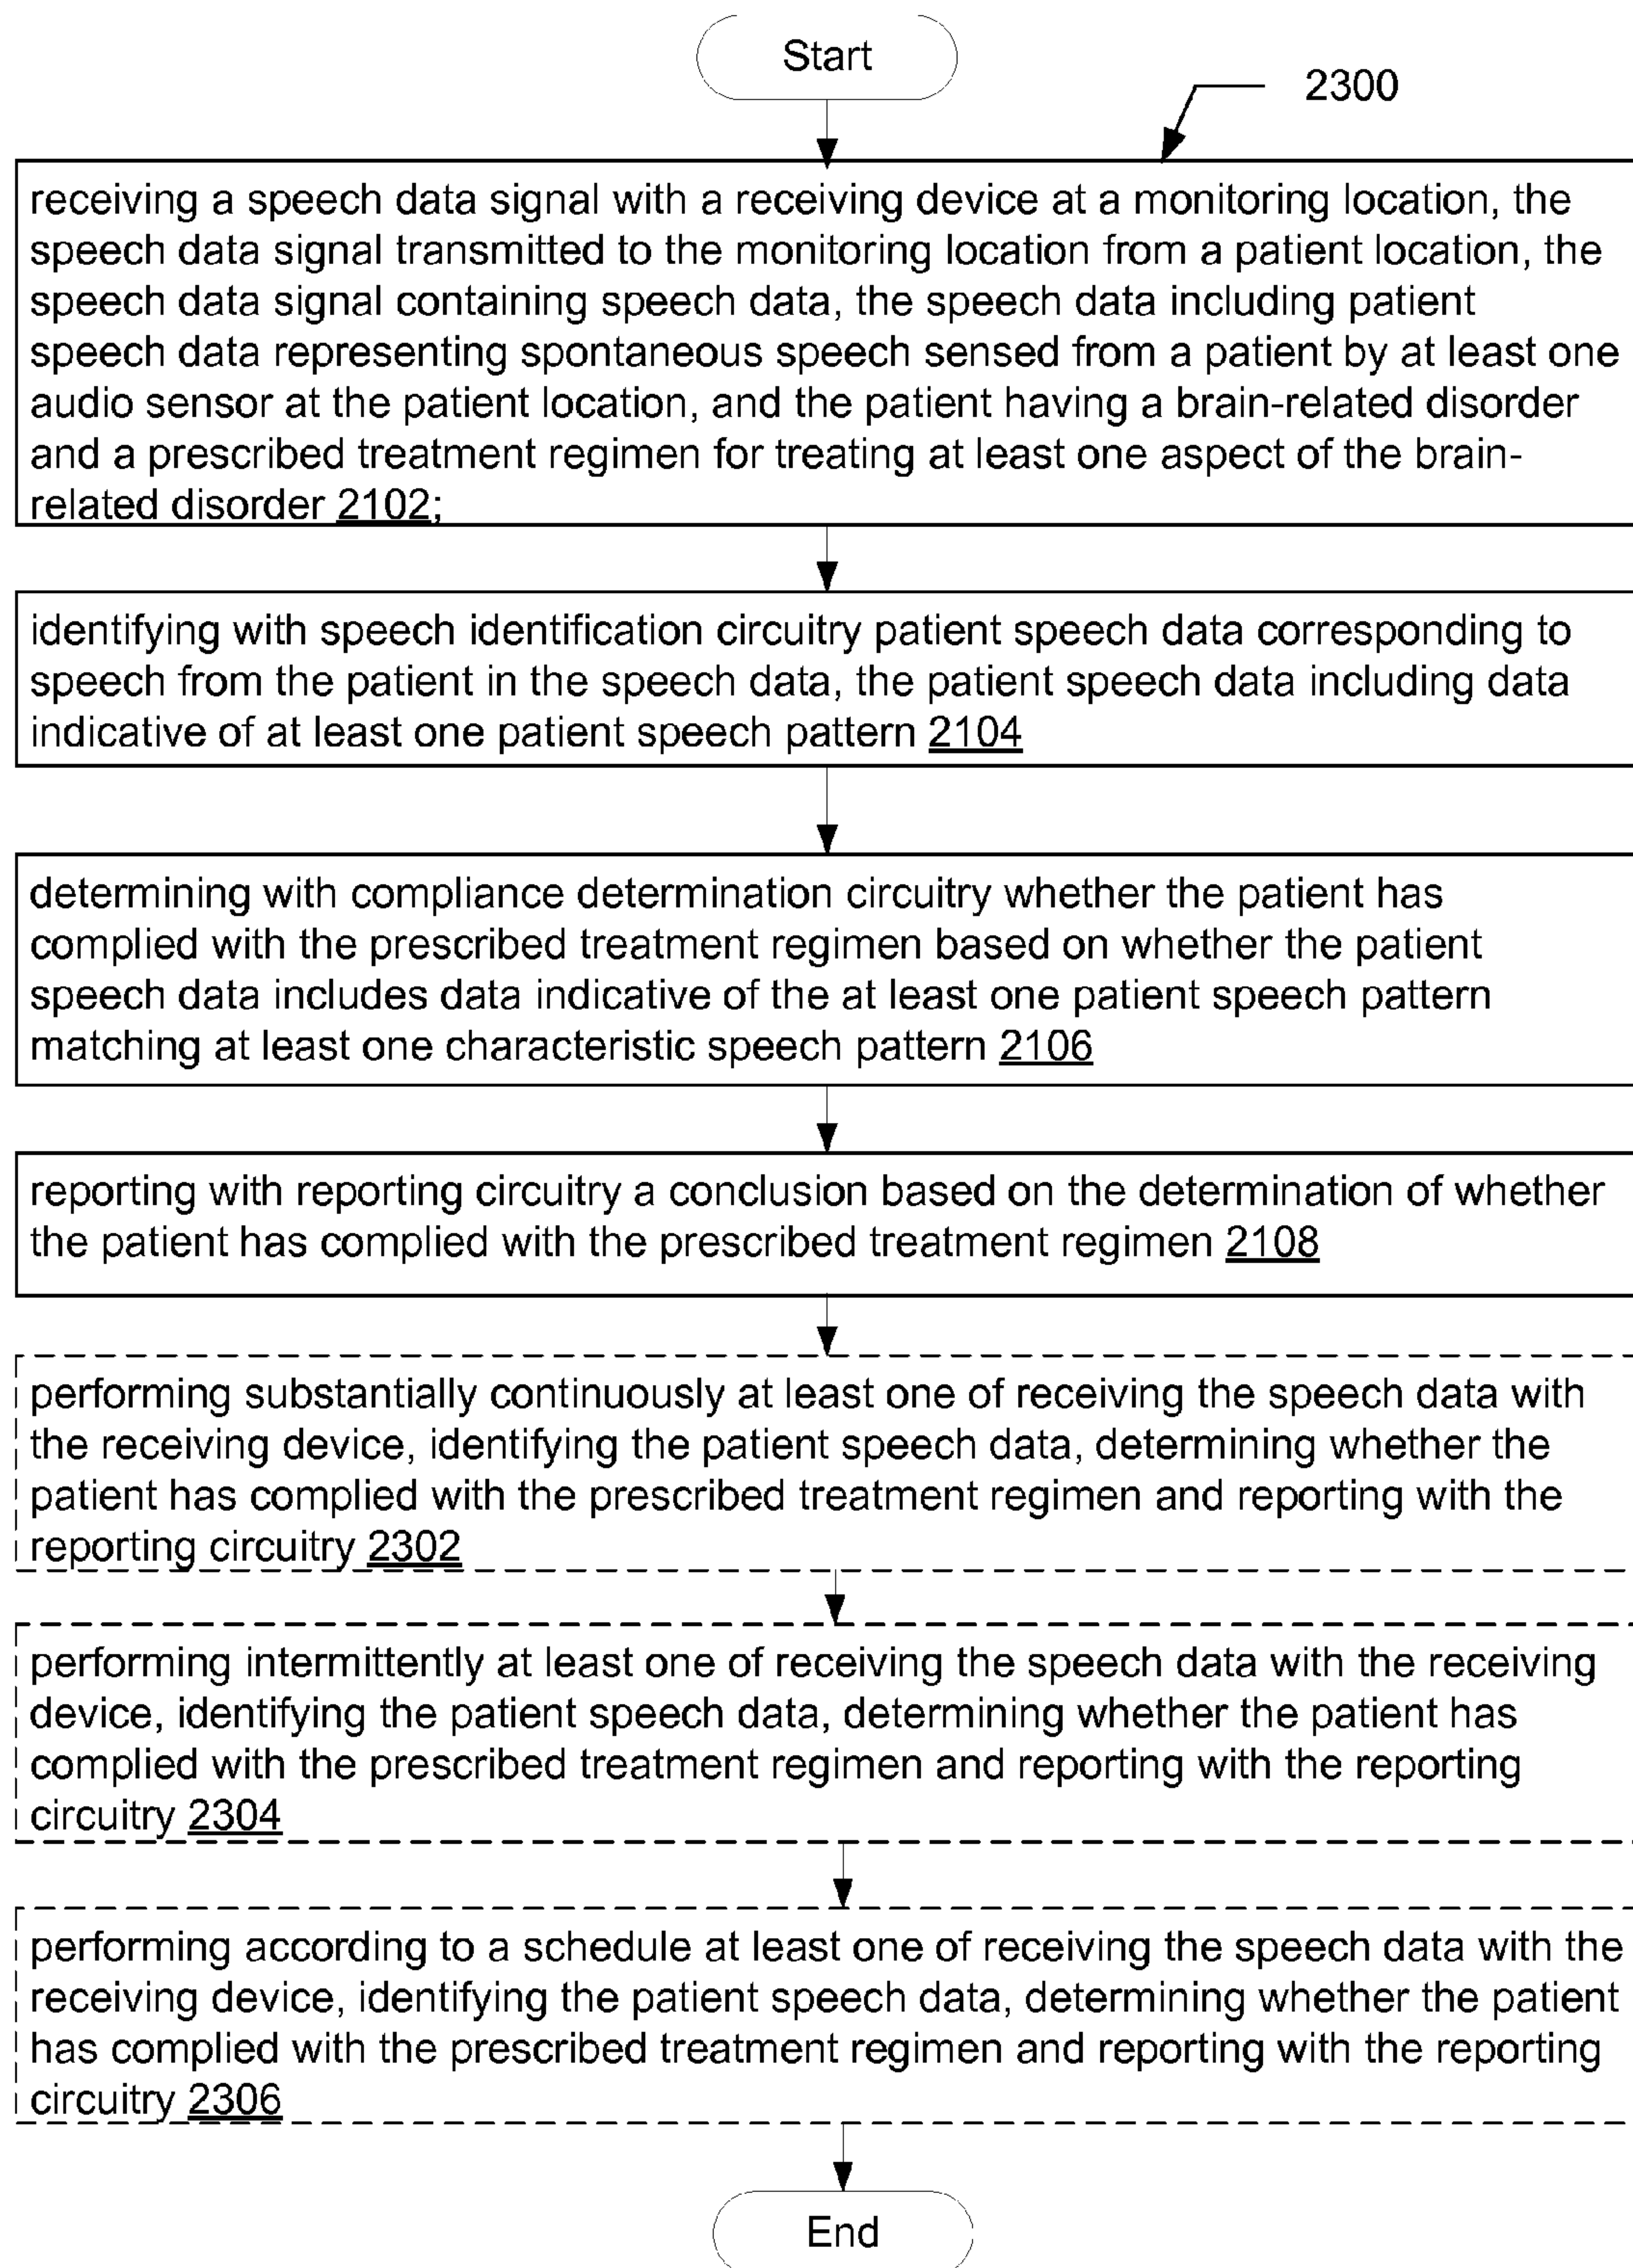 Start
2300
receiving a speech data signal with a receiving device at a monitoring location, the
speech data signal transmitted to the monitoring location from a patient location, the
speech data signal containing speech data, the speech data including patient
speech data representing spontaneous speech sensed from a patient by at least one
audio sensor at the patient location, and the patient having a brain-related disorder
and a prescribed treatment regimen for treating at least one aspect of the brain-
related disorder 2102;
identifying with speech identification circuitry patient speech data corresponding to
speech from the patient in the speech data, the patient speech data including data
indicative of at least one patient speech pattern 2104
determining with compliance determination circuitry whether the patient has
complied with the prescribed treatment regimen based on whether the patient
speech data includes data indicative of the at least one patient speech pattern
matching at least one characteristic speech pattern 2106
reporting with reporting circuitry a conclusion based on the determination of whether
the patient has complied with the prescribed treatment regimen 2108
performing substantially continuously at least one of receiving the speech data with
the receiving device, identifying the patient speech data, determining whether the
patient has complied with the prescribed treatment regimen and reporting with the
reporting circuitry 2302
performing intermittently at least one of receiving the speech data with the receiving
device, identifying the patient speech data, determining whether the patient has
complied with the prescribed treatment regimen and reporting with the reporting
circuitry 2304
performing according to a schedule at least one of receiving the speech data with the
receiving device, identifying the patient speech data, determining whether the patient
has complied with the prescribed treatment regimen and reporting with the reporting
circuitry 2306
End